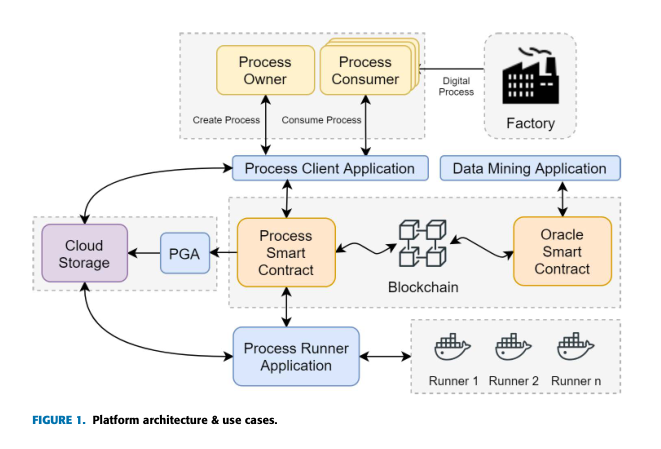 Process
Owner
Process
Consumer
Digital
Process
Factory
Create Process
Consume Process
Process Client Application
Data Mining Application
Cloud
Storage
PGA
Process
Smart
Contract
Blockchain
Oracle
Smart
Contract
Process Runner
Application
Runner 1
Runner 2
Runner n
FIGURE 1. Platform architecture & use cases.